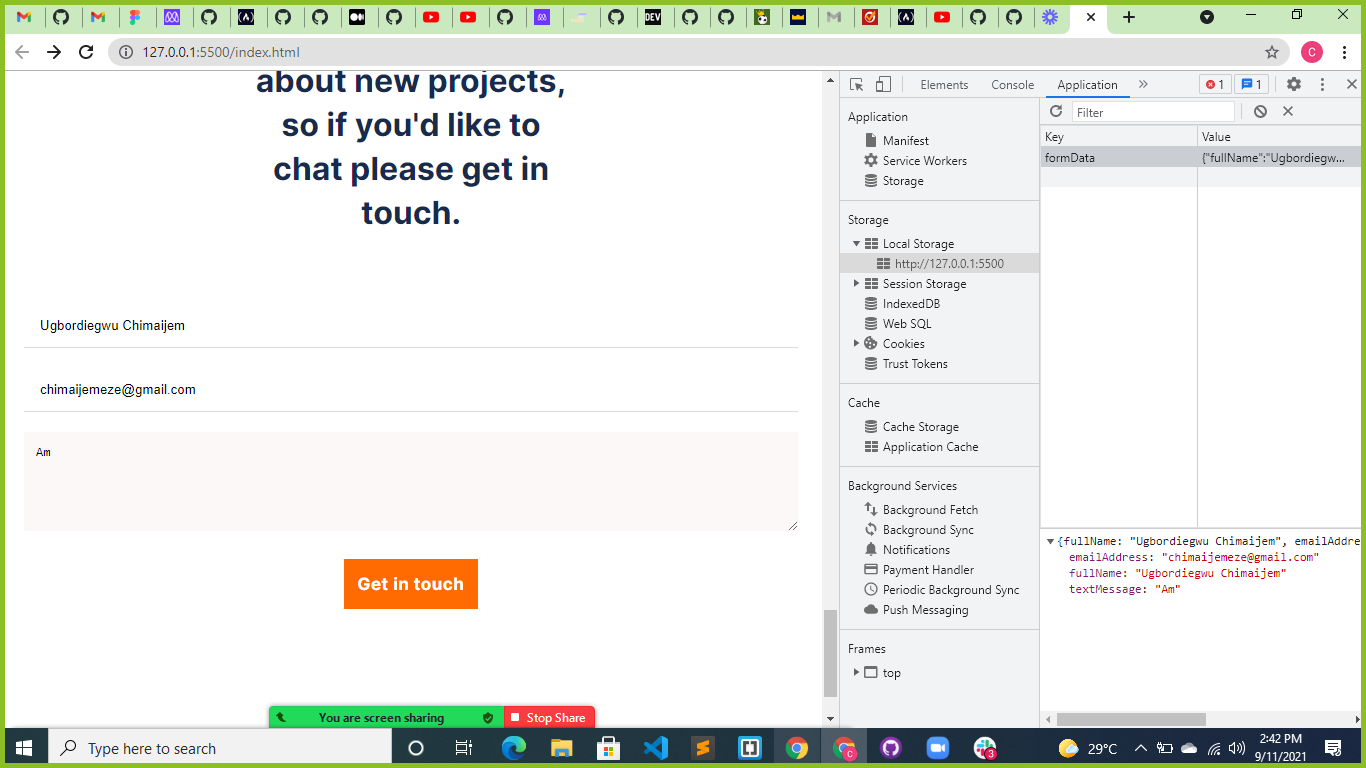 DEV
127.0.0.1:5500/index.html
C
about new projects,
so if you'd like to
chat please get in
touch.
Ugbordiegwu Chimaijem
chimaijemeze@gmail.com
Am
Get in touch
You are screen sharing
Stop Share
Elements
Console
Application
1
1
Application
Manifest
Service Workers
Storage
Storage
Local Storage
http://127.0.0.1:5500
Session Storage
IndexedDB
Web SQL
Cookies
Trust Tokens
Cache
Cache Storage
Application Cache
Background Services
Background Fetch
Background Sync
Notifications
Payment Handler
Periodic Background Sync
Push Messaging
Frames
top
Filter
Key Value
formData {"fullName":"Ugbordiegw...
{fullName: "Ugbordiegwu Chimaijem", emailAddre
emailAddress: "chimaijemeze@gmail.com"
fullName: "Ugbordiegwu Chimaijem"
textMessage: "Am"
Type here to search
C
3
29°C
2:42 PM
9/11/2021